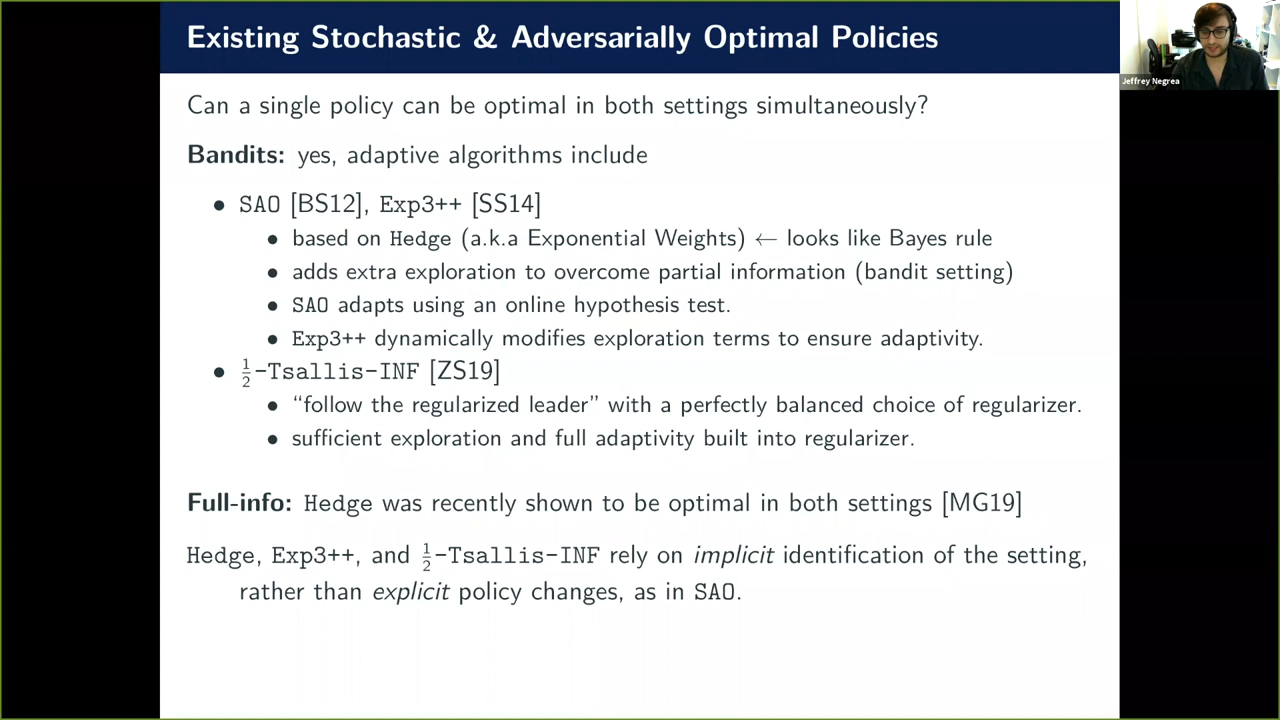 Existing Stochastic & Adversarially Optimal Policies
Jeffrey Negrea
Can a single policy can be optimal in both settings simultaneously?
Bandits: yes, adaptive algorithms include
• SAO [BS12], Exp3++ [SS14]
• based on Hedge (a.k.a Exponential Weights) ← looks like Bayes rule
• adds extra exploration to overcome partial information (bandit setting)
• SAO adapts using an online hypothesis test.
• Exp3++ dynamically modifies exploration terms to ensure adaptivity.
• ½-Tsallis-INF [ZS19]
• “follow the regularized leader” with a perfectly balanced choice of regularizer.
• sufficient exploration and full adaptivity built into regularizer.
Full-info: Hedge was recently shown to be optimal in both settings [MG19]
Hedge, Exp3++, and ½-Tsallis-INF rely on implicit identification of the setting,
rather than explicit policy changes, as in SAO.